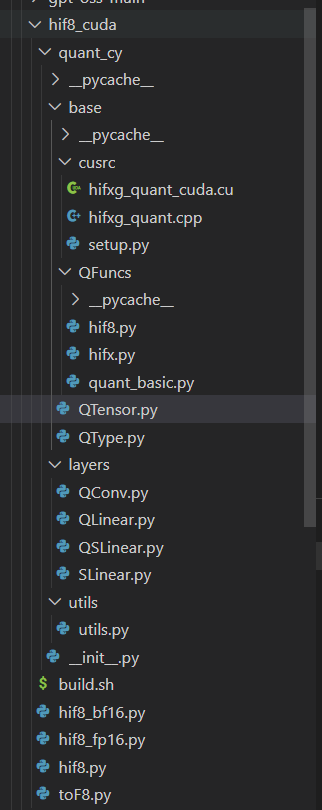 gpt-oss-main
hif8_cuda
quant_cy
__pycache__
base
__pycache__
cusrc
hifxg_quant_cuda.cu
hifxg_quant.cpp
setup.py
QFuncs
__pycache__
hif8.py
hifx.py
quant_basic.py
QTensor.py
QType.py
layers
QConv.py
QLinear.py
QSLinear.py
SLinear.py
utils
utils.py
__init__.py
build.sh
hif8_bf16.py
hif8_fp16.py
hif8.py
toF8.py